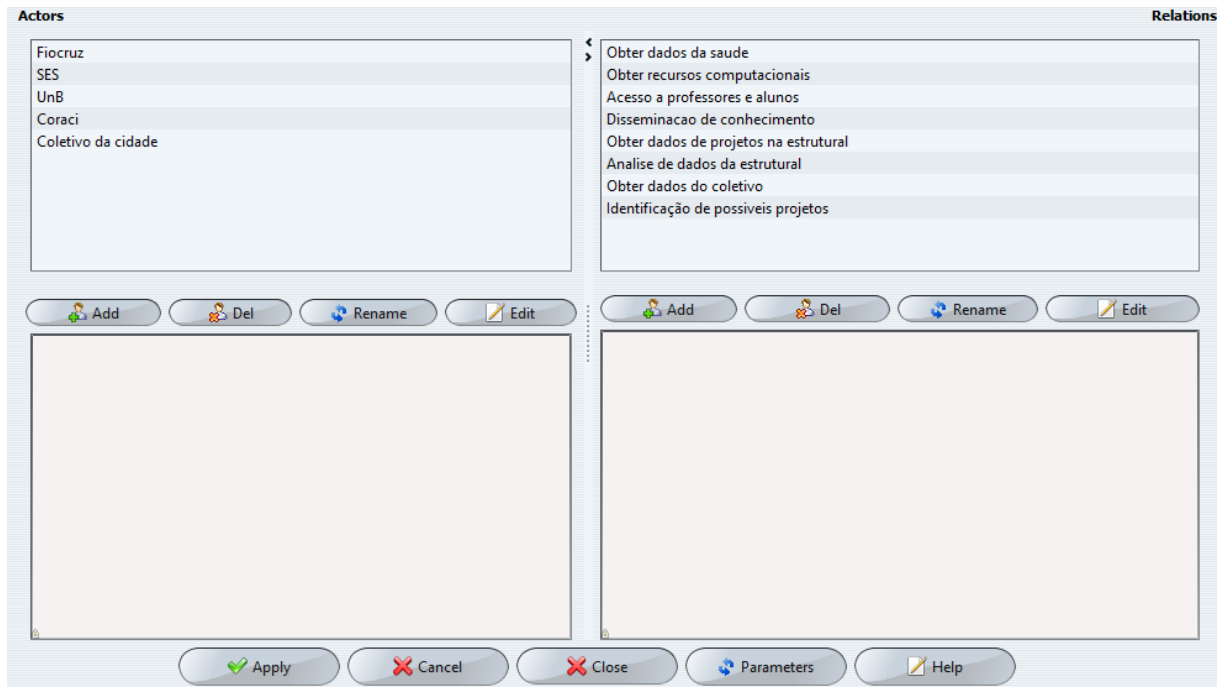 Actors
Relations
Fiocruz
SES
UnB
Coraci
Coletivo da cidade
Obter dados da saude
Obter recursos computacionais
Acesso a professores e alunos
Disseminacao de conhecimento
Obter dados de projetos na estrutural
Analise de dados da estrutural
Obter dados do coletivo
Identificação de possiveis projetos
Add Del Rename Edit
Add Del Rename Edit
Apply Cancel Close Parameters Help